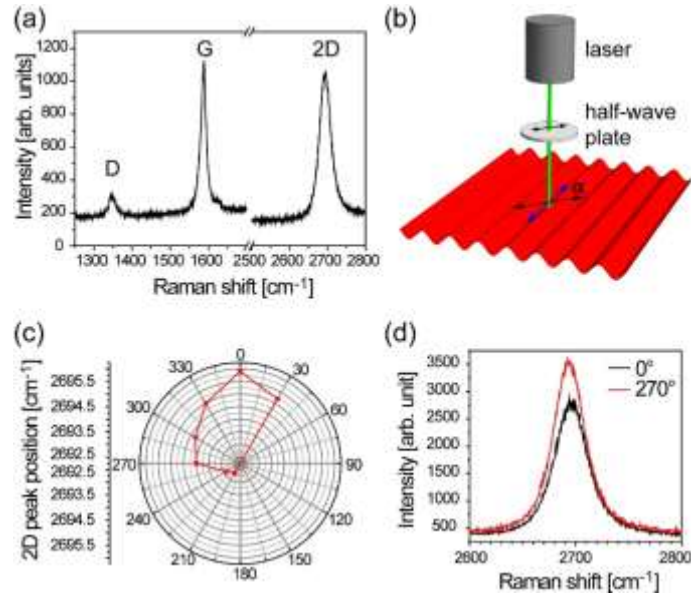 (a)
1200
1000
800
600
400
200
0
D
G
2D
1300 1400 1500 1600 2500 2600 2700 2800
Intensity [arb. units]
Raman shift [cm⁻¹]
(b)
laser
half-wave
plate
α
(c)
2D peak position [cm⁻¹]
2695.5
2694.5
2693.5
2692.5
2692.5
2693.5
2694.5
2695.5
0
30
60
90
120
150
180
210
240
270
300
330
(d)
3500
3000
2500
2000
1500
1000
500
0°
270°
2600 2700 2800
Intensity [arb. unit]
Raman shift [cm⁻¹]